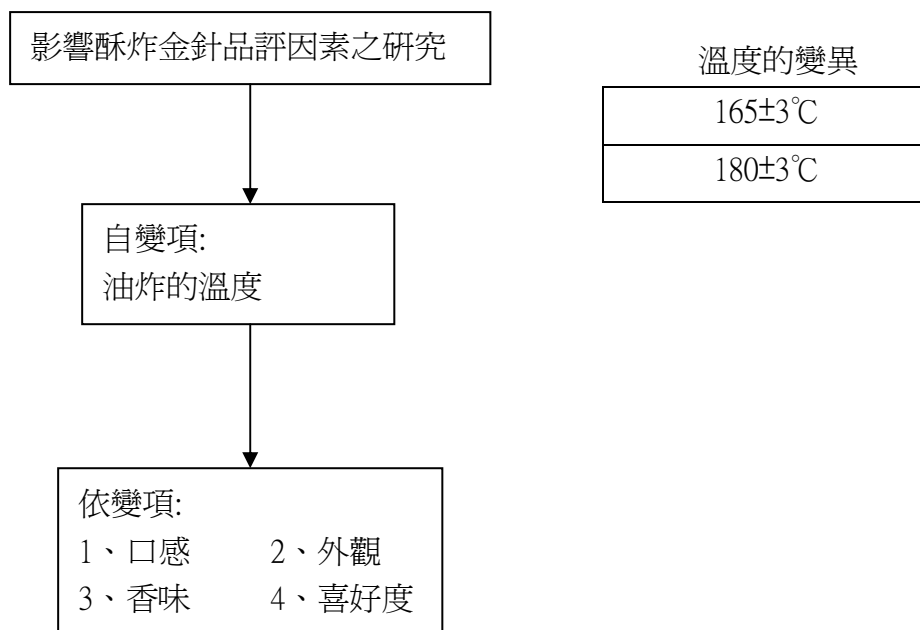 影響酥炸金針品評因素之研究
溫度的變異
165±3℃
180±3℃
自變項:
油炸的溫度
依變項:
1、口感 2、外觀
3、香味 4、喜好度